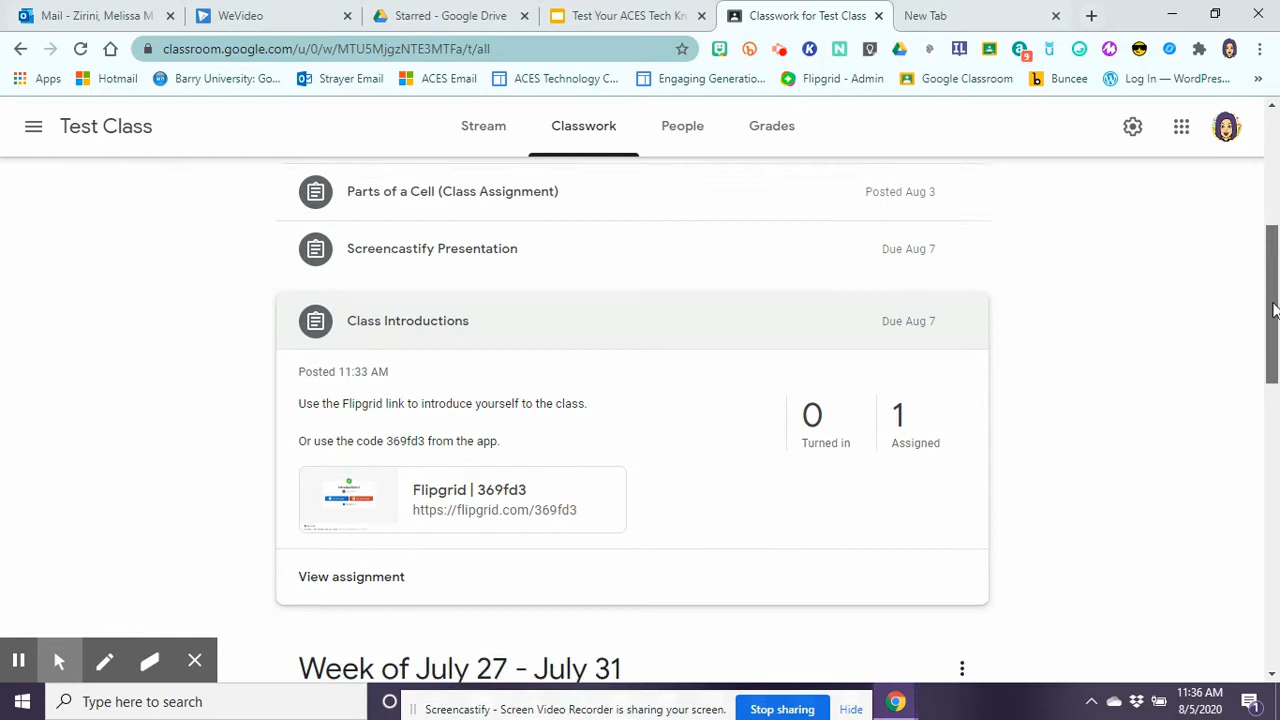 Mail - Zirini, Melissa M
WeVideo
Starred - Google Drive
Test Your ACES Tech Kn
Classwork for Test Class
New Tab
classroom.google.com/u/0/w/MTU5MjgzNTE3MTFa/t/all
9
Apps
Hotmail
Barry University: Go...
Strayer Email
ACES Email
ACES Technology C...
Engaging Generatio...
Flipgrid - Admin
Google Classroom
Buncee
Log In — WordPres...
»
Test Class
Stream
Classwork
People
Grades
Parts of a Cell (Class Assignment)
Posted Aug 3
Screencastify Presentation
Due Aug 7
Class Introductions
Due Aug 7
Posted 11:33 AM
Use the Flipgrid link to introduce yourself to the class.
Or use the code 369fd3 from the app.
0
Turned in
1
Assigned
Flipgrid | 369fd3
https://flipgrid.com/369fd3
View assignment
Week of July 27 - July 31
Type here to search
Screencastify - Screen Video Recorder is sharing your screen.
Stop sharing
Hide
11:36 AM
8/5/2020
1